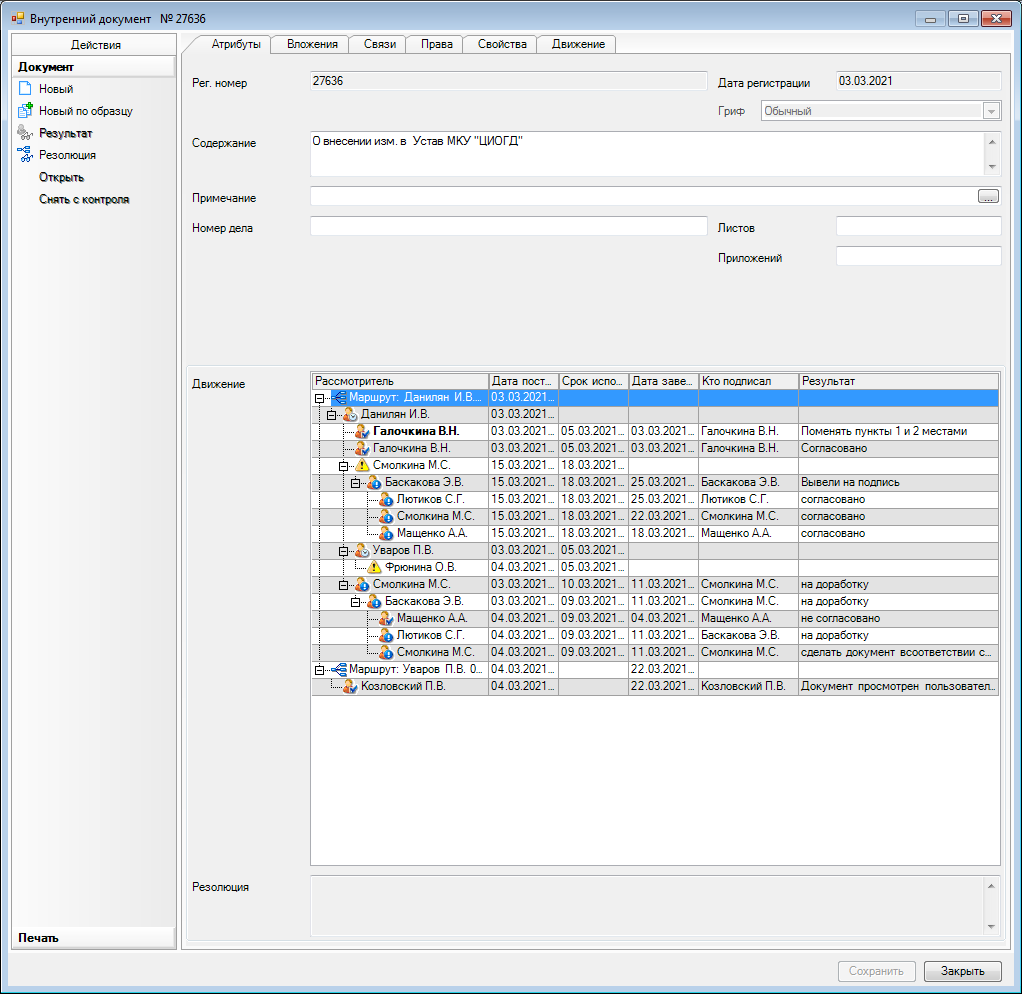 Внутренний документ № 27636
Действия
Документ
Новый
Новый по образцу
Результат
Резолюция
Открыть
Снять с контроля
Печать
Атрибуты Вложения Связи Права Свойства Движение
Рег. номер 27636 Дата регистрации 03.03.2021
Гриф Обычный
Содержание О внесении изм. в Устав МКУ "ЦИОГД"
Примечание ...
Номер дела Листов
Приложений
Движение
Рассмотритель Дата пост... Срок испо... Дата заве... Кто подписал Результат
Маршрут: Данилян И.В.... 03.03.2021...
Данилян И.В. 03.03.2021...
Галочкина В.Н. 03.03.2021... 05.03.2021... 03.03.2021... Галочкина В.Н. Поменять пункты 1 и 2 местами
Галочкина В.Н. 03.03.2021... 05.03.2021... 03.03.2021... Галочкина В.Н. Согласовано
Смолкина М.С. 15.03.2021... 18.03.2021...
Баскакова Э.В. 15.03.2021... 18.03.2021... 25.03.2021... Баскакова Э.В. Вывели на подпись
Лютиков С.Г. 15.03.2021... 18.03.2021... 25.03.2021... Лютиков С.Г. согласовано
Смолкина М.С. 15.03.2021... 18.03.2021... 22.03.2021... Смолкина М.С. согласовано
Мащенко А.А. 15.03.2021... 18.03.2021... 18.03.2021... Мащенко А.А. согласовано
Уваров П.В. 03.03.2021... 05.03.2021...
Фрюнина О.В. 04.03.2021... 05.03.2021...
Смолкина М.С. 03.03.2021... 10.03.2021... 11.03.2021... Смолкина М.С. на доработку
Баскакова Э.В. 03.03.2021... 09.03.2021... 11.03.2021... Смолкина М.С. на доработку
Мащенко А.А. 04.03.2021... 09.03.2021... 04.03.2021... Мащенко А.А. не согласовано
Лютиков С.Г. 04.03.2021... 09.03.2021... 11.03.2021... Баскакова Э.В. на доработку
Смолкина М.С. 04.03.2021... 09.03.2021... 11.03.2021... Смолкина М.С. сделать документ всоответствии с...
Маршрут: Уваров П.В. 0... 04.03.2021... 22.03.2021...
Козловский П.В. 04.03.2021... 22.03.2021... Козловский П.В. Документ просмотрен пользовател...
Резолюция
Сохранить Закрыть